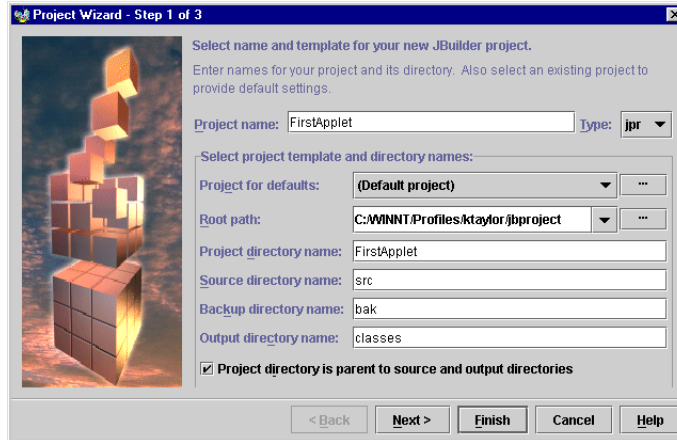 Project Wizard - Step 1 of 3
Select name and template for your new JBuilder project.
Enter names for your project and its directory. Also select an existing project to
provide default settings.
Project name: FirstApplet Type: jpr
Select project template and directory names:
Project for defaults: (Default project) ...
Root path: C:/WINNT/Profiles/ktaylor/jbproject ...
Project directory name: FirstApplet
Source directory name: src
Backup directory name: bak
Output directory name: classes
Project directory is parent to source and output directories
< Back Next > Finish Cancel Help